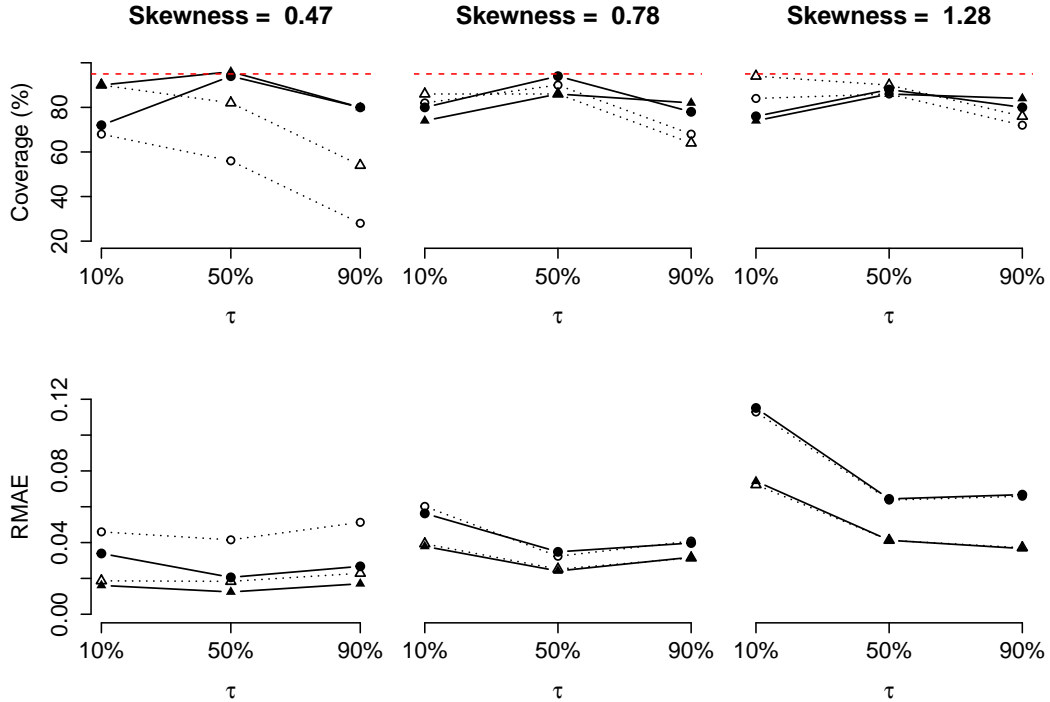 Skewness = 0.47
Skewness = 0.78
Skewness = 1.28
Coverage (%)
20 40 60 80
10% 50% 90%
τ
10% 50% 90%
τ
10% 50% 90%
τ
RMAE
0.00 0.04 0.08 0.12
10% 50% 90%
τ
10% 50% 90%
τ
10% 50% 90%
τ